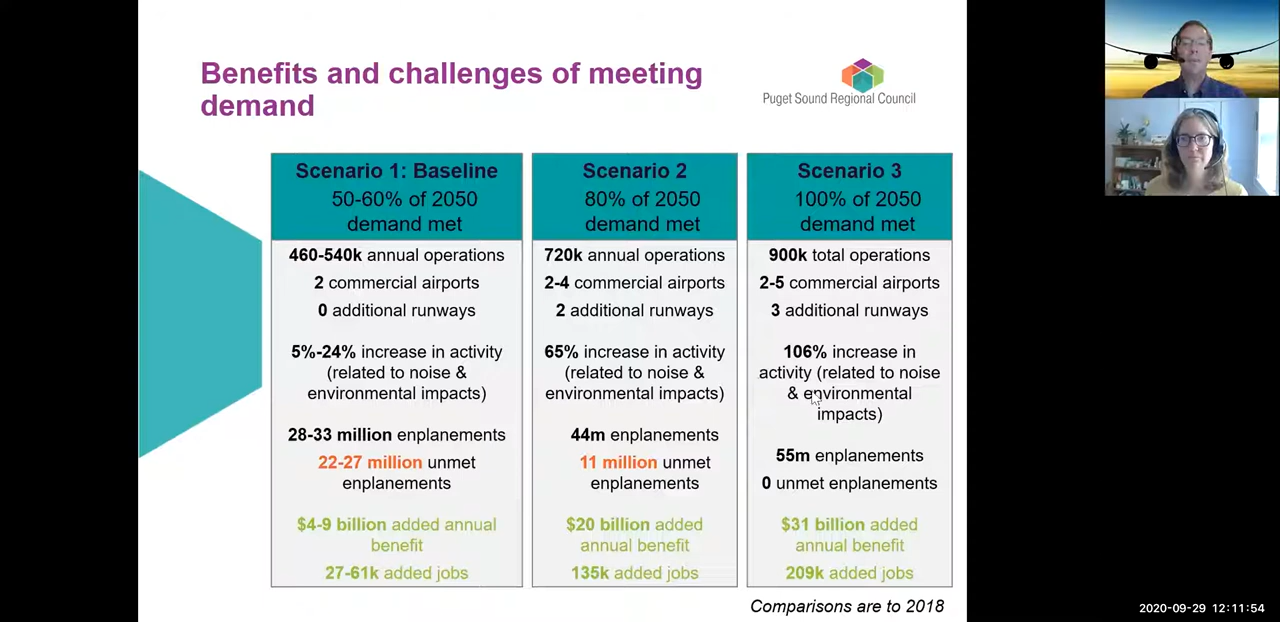 Benefits and challenges of meeting
demand
Puget Sound Regional Council
Scenario 1: Baseline
50-60% of 2050
demand met
460-540k annual operations
2 commercial airports
0 additional runways
5%-24% increase in activity
(related to noise &
environmental impacts)
28-33 million enplanements
22-27 million unmet
enplanements
$4-9 billion added annual
benefit
27-61k added jobs
Scenario 2
80% of 2050
demand met
720k annual operations
2-4 commercial airports
2 additional runways
65% increase in activity
(related to noise &
environmental impacts)
44m enplanements
11 million unmet
enplanements
$20 billion added
annual benefit
135k added jobs
Scenario 3
100% of 2050
demand met
900k total operations
2-5 commercial airports
3 additional runways
106% increase in
activity (related to noise
& environmental
impacts)
55m enplanements
0 unmet enplanements
$31 billion added
annual benefit
209k added jobs
Comparisons are to 2018
2020-09-29 12:11:54